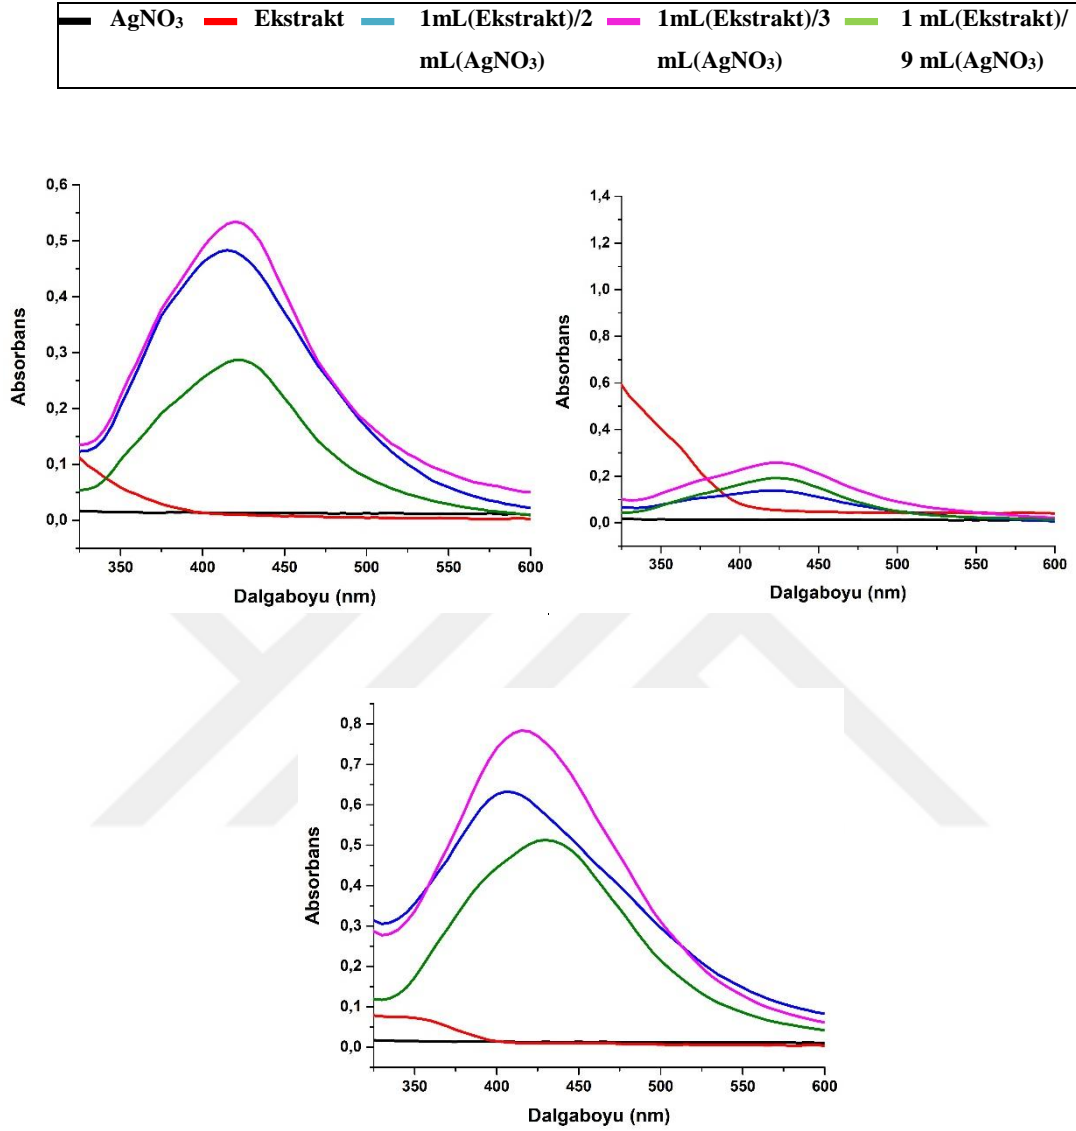 AgNO₃ Ekstrakt 1mL(Ekstrakt)/2 1mL(Ekstrakt)/3 1 mL(Ekstrakt)/
mL(AgNO₃) mL(AgNO₃) 9 mL(AgNO₃)
0,6
0,5
0,4
0,3
0,2
0,1
0,0
Absorbans
350 400 450 500 550 600
Dalgaboyu (nm)
1,4
1,2
1,0
0,8
0,6
0,4
0,2
0,0
Absorbans
350 400 450 500 550 600
Dalgaboyu (nm)
0,8
0,7
0,6
0,5
0,4
0,3
0,2
0,1
0,0
Absorbans
350 400 450 500 550 600
Dalgaboyu (nm)